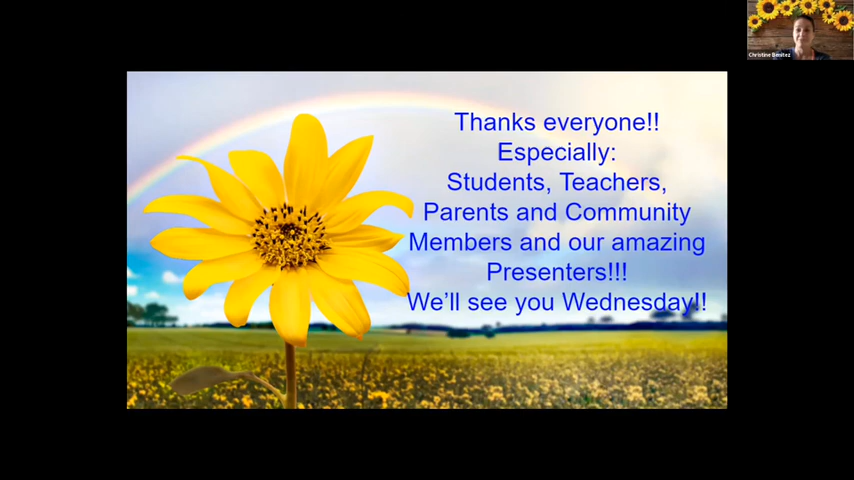 Christine Benitez
Thanks everyone!!
Especially:
Students, Teachers,
Parents and Community
Members and our amazing
Presenters!!!
We'll see you Wednesday!!